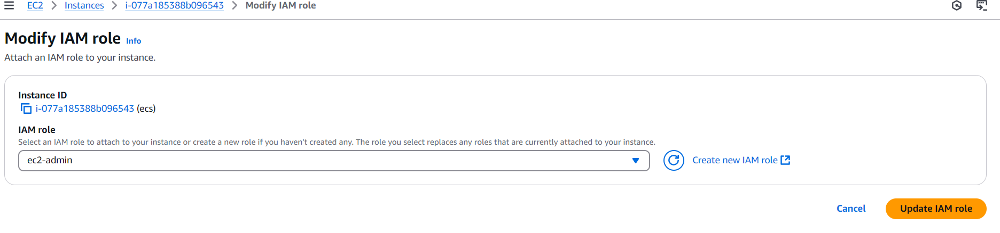 EC2 > Instances > i-077a185388b096543 > Modify IAM role
Modify IAM role Info
Attach an IAM role to your instance.
Instance ID
i-077a185388b096543 (ecs)
IAM role
Select an IAM role to attach to your instance or create a new role if you haven't created any. The role you select replaces any roles that are currently attached to your instance.
ec2-admin
Create new IAM role
Cancel
Update IAM role